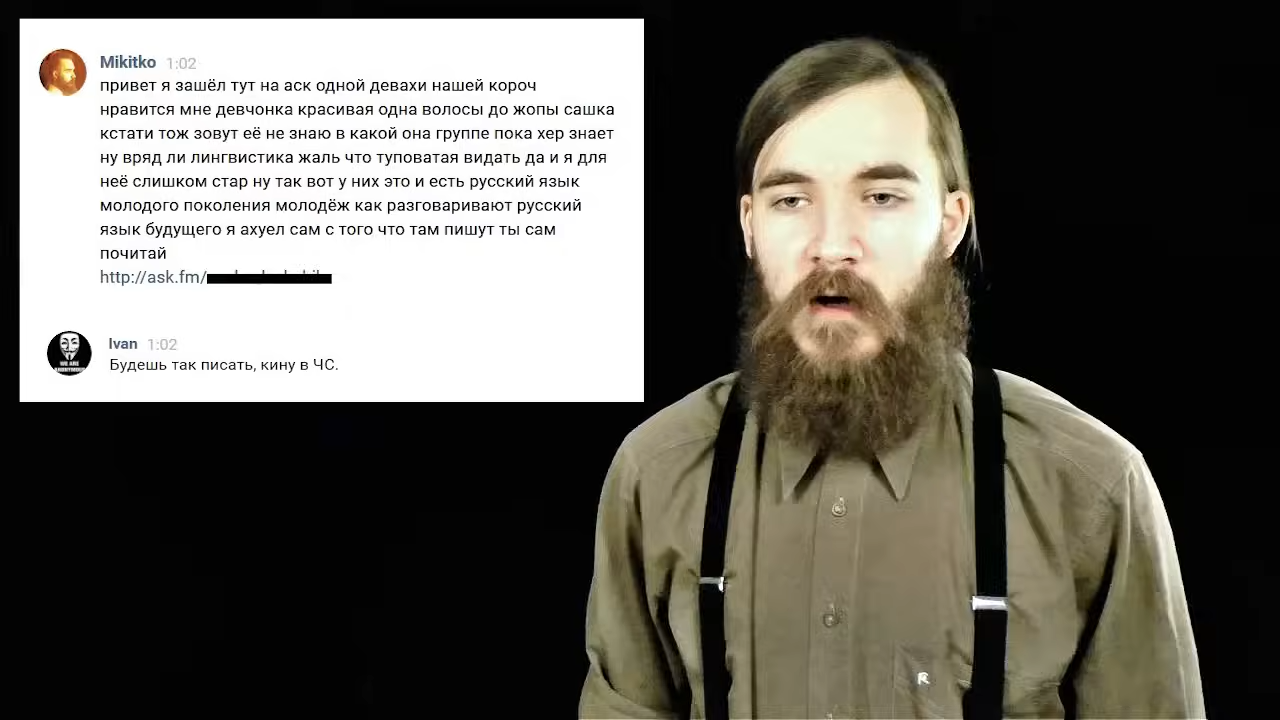 Mikitko 1:02
привет я зашёл тут на аск одной девахи нашей короч
нравится мне девчонка красивая одна волосы до жопы сашка
кстати тож зовут её не знаю в какой она группе пока хер знает
ну вряд ли лингвистика жаль что туповатая видать да и я для
неё слишком стар ну так вот у них это и есть русский язык
молодого поколения молодёж как разговаривают русский
язык будущего я ахуел сам с того что там пишут ты сам
почитай
http://ask.fm/
Ivan 1:02
Будешь так писать, кину в ЧС.
WE ARE
ANONYMOUS
R